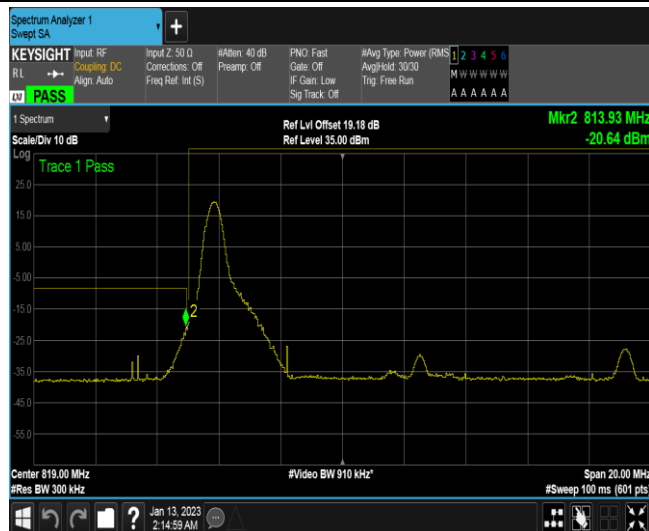 Spectrum Analyzer 1
Swept SA
+
KEYSIGHT
RL
LXI PASS
Input: RF
Coupling: DC
Align: Auto
Input Z: 50 Ω
Corrections: Off
Freq Ref: Int (S)
#Atten: 40 dB
Preamp: Off
PNO: Fast
Gate: Off
IF Gain: Low
Sig Track: Off
#Avg Type: Power (RMS
Avg|Hold: 30/30
Trig: Free Run
1 2 3 4 5 6
M W W W W W
A A A A A A
1 Spectrum
Scale/Div 10 dB
Ref Lvl Offset 19.18 dB
Ref Level 35.00 dBm
Mkr2 813.93 MHz
-20.64 dBm
Log
Trace 1 Pass
25.0
15.0
5.00
-5.00
-15.0
-25.0
-35.0
-45.0
-55.0
2
Center 819.00 MHz
#Res BW 300 kHz
#Video BW 910 kHz*
Span 20.00 MHz
#Sweep 100 ms (601 pts)
?
Jan 13, 2023
2:14:59 AM